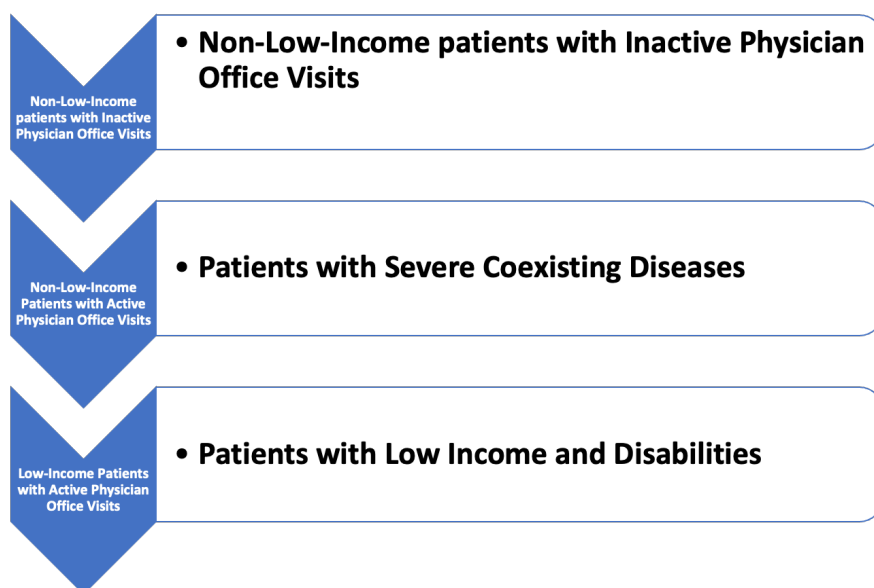 Non-Low-Income
patients with Inactive
Physician Office Visits
• Non-Low-Income patients with Inactive Physician
Office Visits
Non-Low-Income
Patients with Active
Physician Office Visits
• Patients with Severe Coexisting Diseases
Low-Income Patients
with Active Physician
Office Visits
• Patients with Low Income and Disabilities